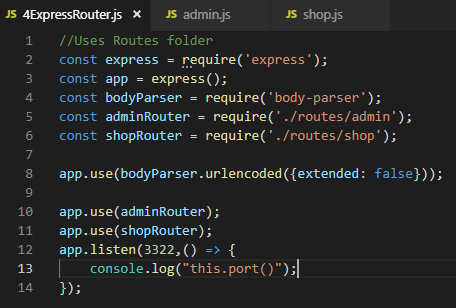 JS 4ExpressRouter.js × JS admin.js JS shop.js
1 //Uses Routes folder
2 const express = require('express');
3 const app = express();
4 const bodyParser = require('body-parser');
5 const adminRouter = require('./routes/admin');
6 const shopRouter = require('./routes/shop');
7
8 app.use(bodyParser.urlencoded({extended: false}));
9
10 app.use(adminRouter);
11 app.use(shopRouter);
12 app.listen(3322,() => {
13     console.log("this.port()");
14 });